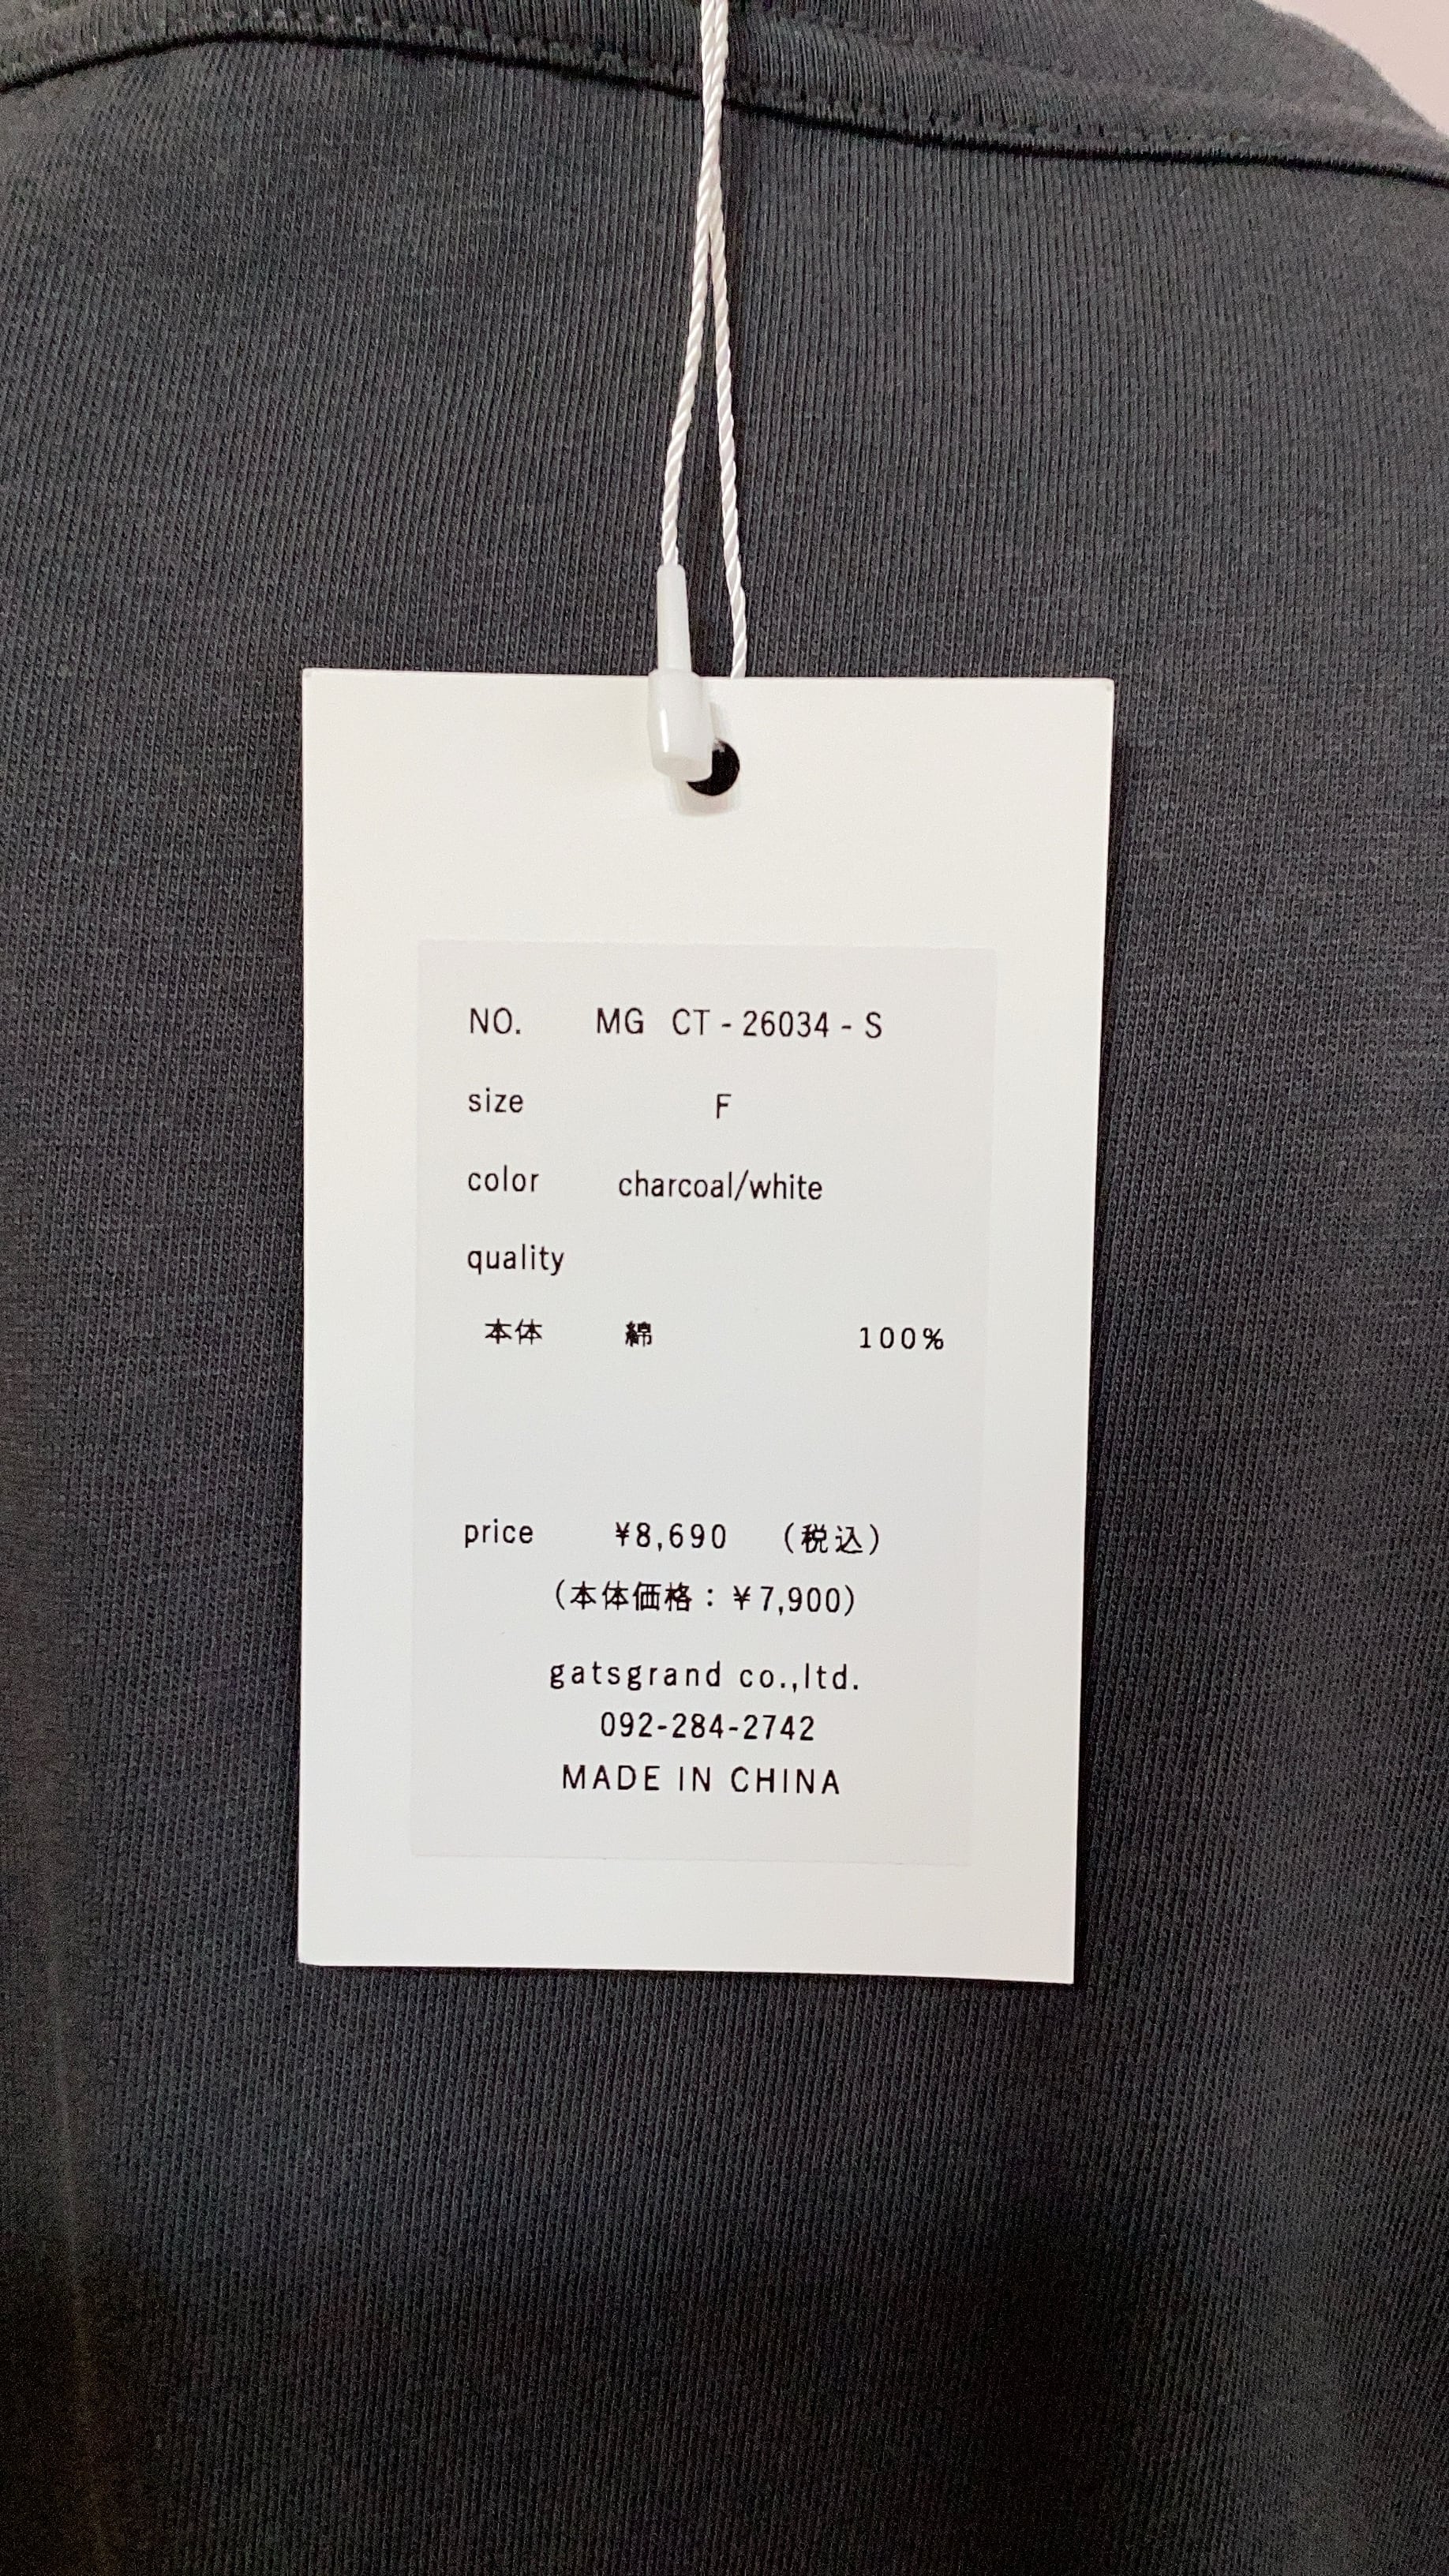 NO. MG CT - 26034 - S
size F
color charcoal/white
quality
本体 綿 100%
price ¥8,690 (税込)
(本体価格：¥7,900)
gatsgrand co.,ltd.
092-284-2742
MADE IN CHINA